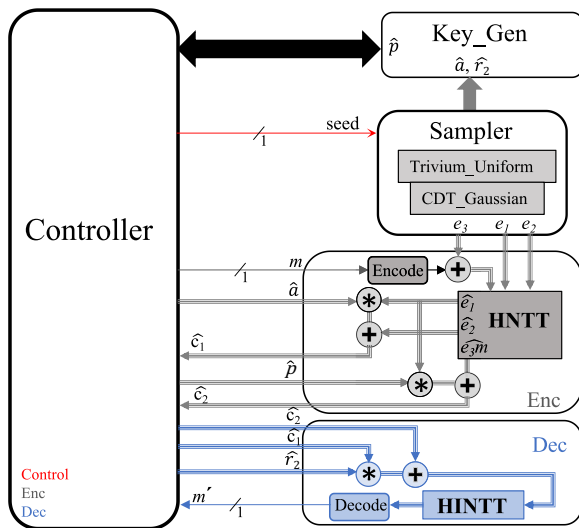 Key_Gen
p̂
â, r̂₂
seed
1
Sampler
Trivium_Uniform
CDT_Gaussian
e₃ e₁ e₂
Controller
m
1
Encode
+
â
*
ê₁
HNTT
ê₂
+
ĉ₁
e₃m̂
p̂
*
+
ĉ₂
Enc
ĉ₂
ĉ₁
Dec
r̂₂
*
+
Control
Enc
Dec
m′
1
Decode
HINTT